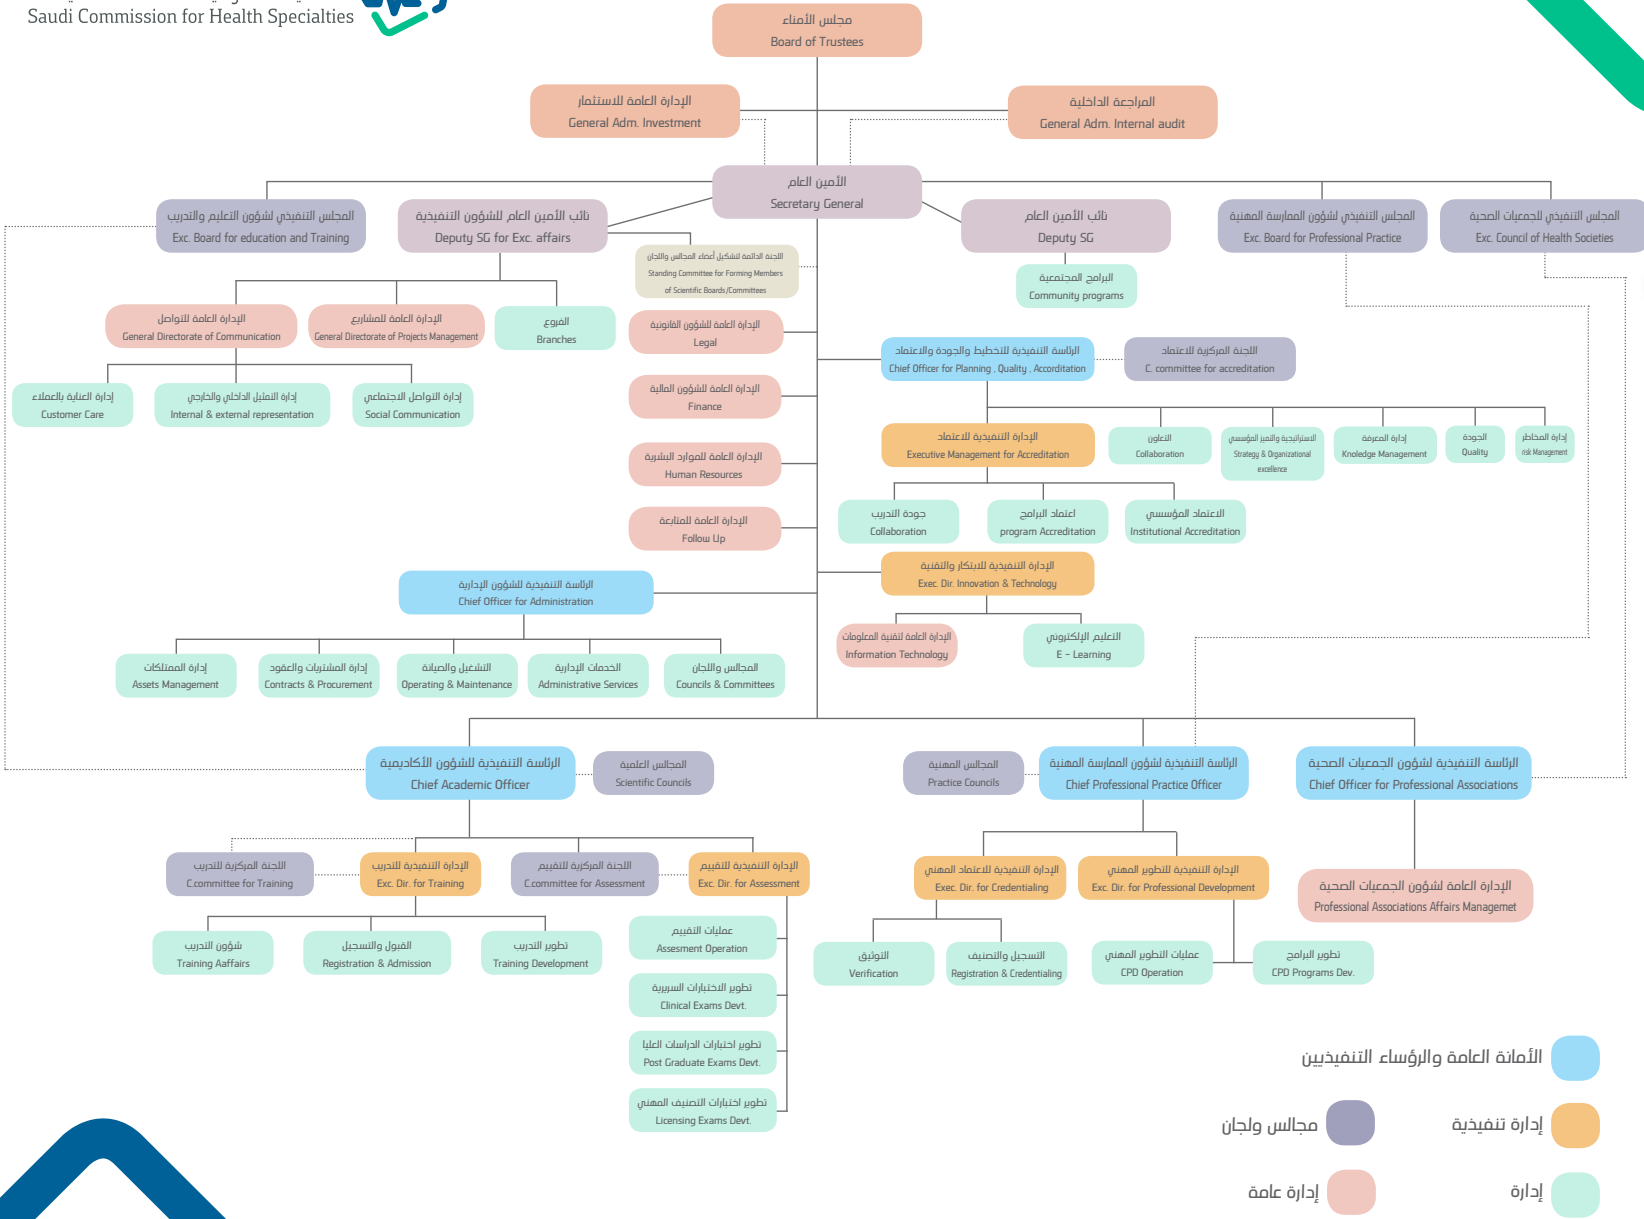 Saudi Commission for Health Specialties
مجلس الأمناء
Board of Trustees
الإدارة العامة للاستثمار
General Adm. Investment
المراجعة الداخلية
General Adm. Internal audit
الأمين العام
Secretary General
المجلس التنفيذي لشؤون التعليم والتدريب
Exc. Board for education and Training
نائب الأمين العام للشؤون التنفيذية
Deputy SG for Exc. affairs
نائب الأمين العام
Deputy SG
المجلس التنفيذي لشؤون الممارسة المهنية
Exc. Board for Professional Practice
المجلس التنفيذي للجمعيات الصحية
Exc. Council of Health Societies
اللجنة الدائمة لتشكيل أعضاء المجالس واللجان
Standing Committee for Forming Members
of Scientific Boards/Committees
البرامج المجتمعية
Community programs
الإدارة العامة للتواصل
General Directorate of Communication
الإدارة العامة للمشاريع
General Directorate of Projects Management
الفروع
Branches
الإدارة العامة للشؤون القانونية
Legal
الرئاسة التنفيذية للتخطيط والجودة والاعتماد
Chief Officer for Planning , Quality , Accorditation
اللجنة المركزية للاعتماد
C. committee for accreditation
إدارة العناية بالعملاء
Customer Care
إدارة التمثيل الداخلي والخارجي
Internal & external representation
إدارة التواصل الاجتماعي
Social Communication
الإدارة العامة للشؤون المالية
Finance
الإدارة العامة للموارد البشرية
Human Resources
الإدارة التنفيذية للاعتماد
Executive Management for Accreditation
التعاون
Collaboration
الاستراتيجية والتميز المؤسسي
Strategy & Organizational
excellence
إدارة المعرفة
Knoledge Management
الجودة
Quality
إدارة المخاطر
risk Management
الإدارة العامة للمتابعة
Follow Up
جودة التدريب
Collaboration
اعتماد البرامج
program Accreditation
الاعتماد المؤسسي
Institutional Accreditation
الرئاسة التنفيذية للشؤون الإدارية
Chief Officer for Administration
الإدارة التنفيذية للابتكار والتقنية
Exec. Dir. Innovation & Technology
الإدارة العامة لتقنية المعلومات
Information Technology
التعليم الإلكتروني
E - Learning
إدارة الممتلكات
Assets Management
إدارة المشتريات والعقود
Contracts & Procurement
التشغيل والصيانة
Operating & Maintenance
الخدمات الإدارية
Administrative Services
المجالس واللجان
Councils & Committees
الرئاسة التنفيذية للشؤون الأكاديمية
Chief Academic Officer
المجالس العلمية
Scientific Councils
المجالس المهنية
Practice Councils
الرئاسة التنفيذية لشؤون الممارسة المهنية
Chief Professional Practice Officer
الرئاسة التنفيذية لشؤون الجمعيات الصحية
Chief Officer for Professional Associations
اللجنة المركزية للتدريب
C.committee for Training
الإدارة التنفيذية للتدريب
Exc. Dir. for Training
اللجنة المركزية للتقييم
C.committee for Assessment
الإدارة التنفيذية للتقييم
Exc. Dir. for Assessment
الإدارة التنفيذية للاعتماد المهني
Exec. Dir. for Credentialing
الإدارة التنفيذية للتطوير المهني
Exc. Dir. for Professional Development
الإدارة العامة لشؤون الجمعيات الصحية
Professional Associations Affairs Managemet
شؤون التدريب
Training Aaffairs
القبول والتسجيل
Registration & Admission
تطوير التدريب
Training Development
عمليات التقييم
Assesment Operation
التوثيق
Verification
التسجيل والتصنيف
Registration & Credentialing
عمليات التطوير المهني
CPD Operation
تطوير البرامج
CPD Programs Dev.
تطوير الاختبارات السريرية
Clinical Exams Devt.
تطوير اختبارات الدراسات العليا
Post Graduate Exams Devt.
تطوير اختبارات التصنيف المهني
Licensing Exams Devt.
الأمانة العامة والرؤساء التنفيذيين
إدارة تنفيذية
مجالس ولجان
إدارة
إدارة عامة